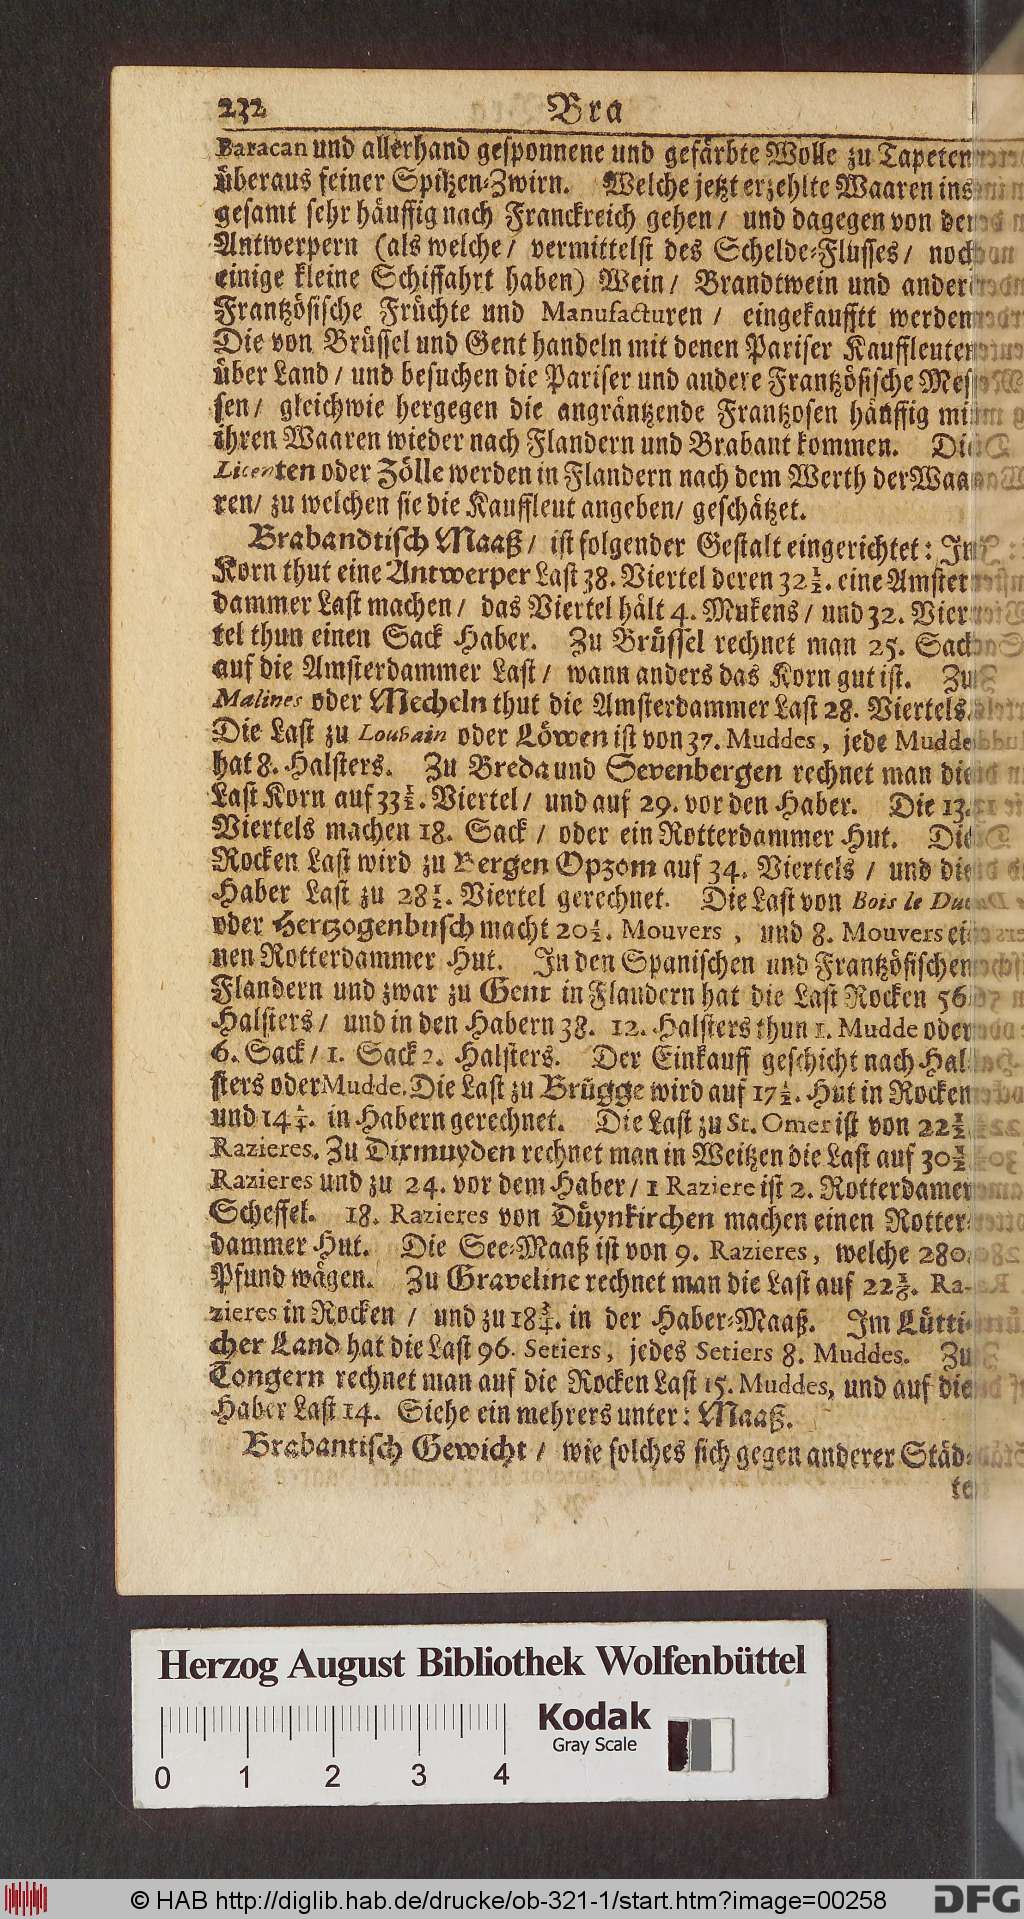 232 Bra
Baracan und allerhand gesponnene und gefärbte Wolle zu Tapeten
überaus feiner Spitzen-Zwirn. Welche jetzt erzehlte Waaren ins
gesamt sehr häuffig nach Franckreich gehen/ und dagegen von denen
Antwerpern (als welche/ vermittelst des Schelde-Flusses/ noch
einige kleine Schiffahrt haben) Wein/ Brandtwein und andere
Frantzösische Früchte und Manufacturen/ eingekaufftt werden
Die von Brüssel und Gent handeln mit denen Pariser Kauffleuten
über Land/ und besuchen die Pariser und andere Frantzösische Mes-
sen/ gleichwie hergegen die angräntzende Frantzosen häuffig mit
ihren Waaren wieder nach Flandern und Brabant kommen. Die
Licenten oder Zölle werden in Flandern nach dem Werth der Waa-
ren/ zu welchen sie die Kauffleut angeben/ geschätzet.
Brabandtisch Maaß/ ist folgender Gestalt eingerichtet: Im
Korn thut eine Antwerper Last 38. Viertel deren 32½. eine Amster-
dammer Last machen/ das Viertel hält 4. Mukens/ und 32. Vier-
tel thun einen Sack Haber. Zu Brüssel rechnet man 25. Sack
auf die Amsterdammer Last/ wann anders das Korn gut ist. Zu
Malines oder Mecheln thut die Amsterdammer Last 28. Viertels.
Die Last zu Loubain oder Löwen ist von 37. Muddes, jede Mudde
hat 8. Halsters. Zu Breda und Sevenbergen rechnet man die
Last Korn auf 33½. Viertel/ und auf 29. vor den Haber. Die 13.
Viertels machen 18. Sack/ oder ein Rotterdammer Hut. Die
Rocken Last wird zu Bergen Opzom auf 34. Viertels/ und die
Haber Last zu 28½. Viertel gerechnet. Die Last von Bois le Duc
oder Hertzogenbusch macht 20½. Mouvers, und 8. Mouvers ei-
nen Rotterdammer Hut. In den Spanischen und Frantzösischen
Flandern und zwar zu Gent in Flandern hat die Last Rocken 56
Halsters/ und in den Habern 38. 12. Halsters thun 1. Mudde oder
6. Sack/ 1. Sack 2. Halsters. Der Einkauff geschicht nach Hal-
sters oder Mudde. Die Last zu Brügge wird auf 17½. Hut in Rocken
und 14¼. in Habern gerechnet. Die Last zu St. Omer ist von 22½
Razieres. Zu Dixmuyden rechnet man in Weitzen die Last auf 30½
Razieres und zu 24. vor dem Haber/ 1 Raziere ist 2. Rotterdamer
Scheffel. 18. Razieres von Düynkirchen machen einen Rotter-
dammer Hut. Die See-Maaß ist von 9. Razieres, welche 280.
Pfund wägen. Zu Graveline rechnet man die Last auf 22 Ra-
zieres in Rocken/ und zu 18¾. in der Haber-Maaß. Im Lütti-
cher Land hat die Last 96. Setiers, jedes Setiers 8. Muddes. Zu
Tongern rechnet man auf die Rocken Last 15. Muddes, und auf die
Haber Last 14. Siehe ein mehrers unter: Maaß.
Brabantisch Gewicht/ wie solches sich gegen anderer Städ-
ten
Herzog August Bibliothek Wolfenbüttel
Kodak
Gray Scale
0 1 2 3 4
© HAB http://diglib.hab.de/drucke/ob-321-1/start.htm?image=00258
DFG